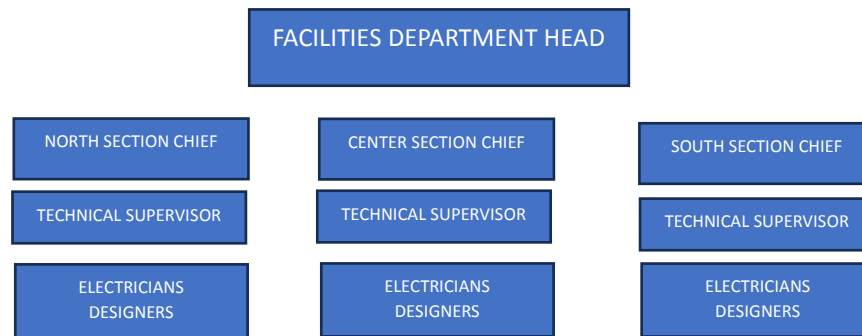 FACILITIES DEPARTMENT HEAD
NORTH SECTION CHIEF
CENTER SECTION CHIEF
SOUTH SECTION CHIEF
TECHNICAL SUPERVISOR
TECHNICAL SUPERVISOR
TECHNICAL SUPERVISOR
ELECTRICIANS
DESIGNERS
ELECTRICIANS
DESIGNERS
ELECTRICIANS
DESIGNERS